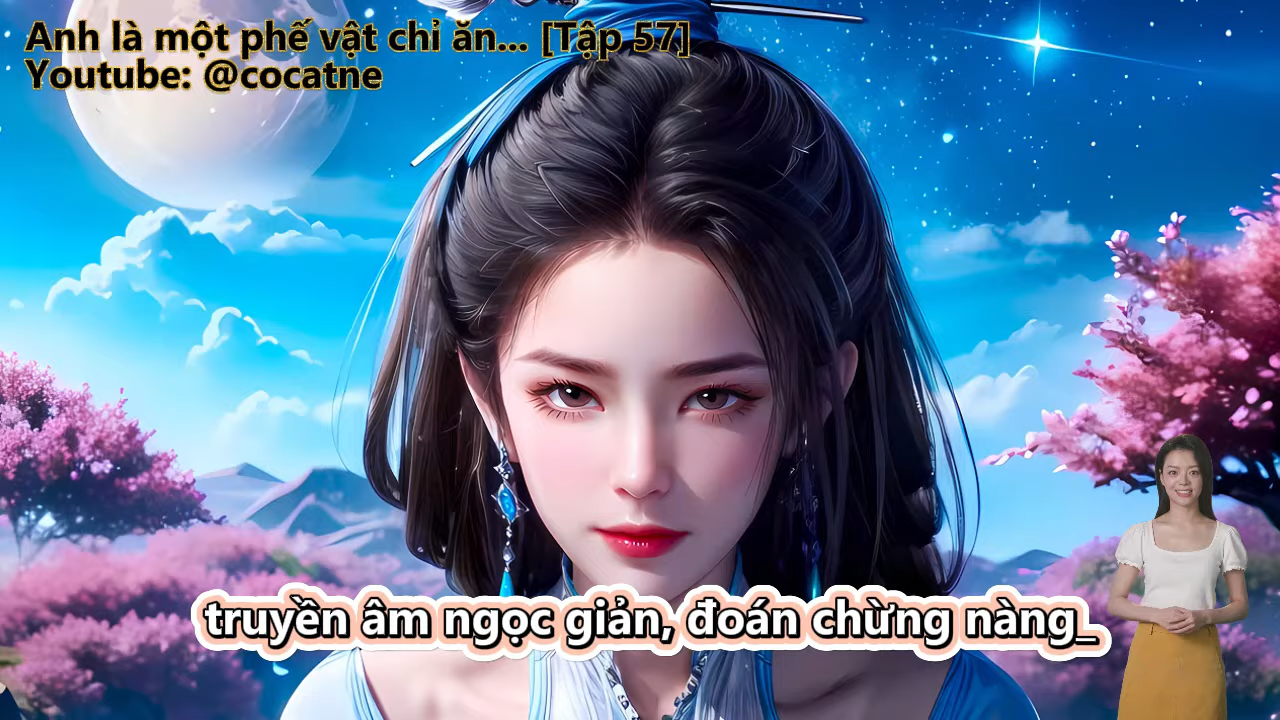 Anh là một phế vật chỉ ăn... [Tập 57]
Youtube: @cocatne
truyền âm ngọc giản, đoán chừng nàng_